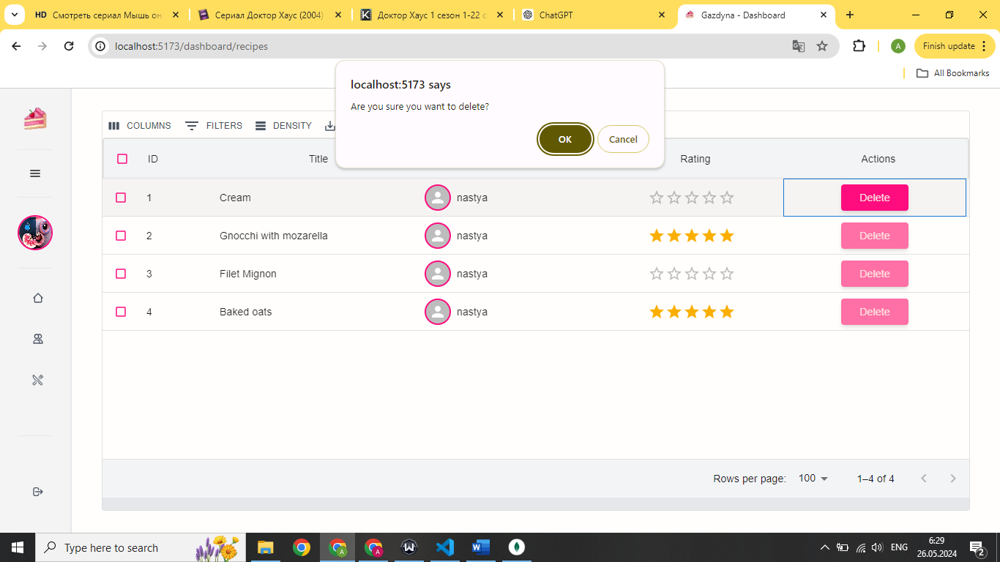 HD Смотреть сериал Мышь он
Сериал Доктор Хаус (2004)
Доктор Хаус 1 сезон 1-22 с
ChatGPT
Gazdyna - Dashboard
localhost:5173/dashboard/recipes
A
Finish update
All Bookmarks
localhost:5173 says
Are you sure you want to delete?
OK Cancel
COLUMNS FILTERS DENSITY
ID Title Rating Actions
1 Cream nastya Delete
2 Gnocchi with mozarella nastya Delete
3 Filet Mignon nastya Delete
4 Baked oats nastya Delete
Rows per page: 100 1–4 of 4
Type here to search
A
A
ENG
6:29
26.05.2024
2